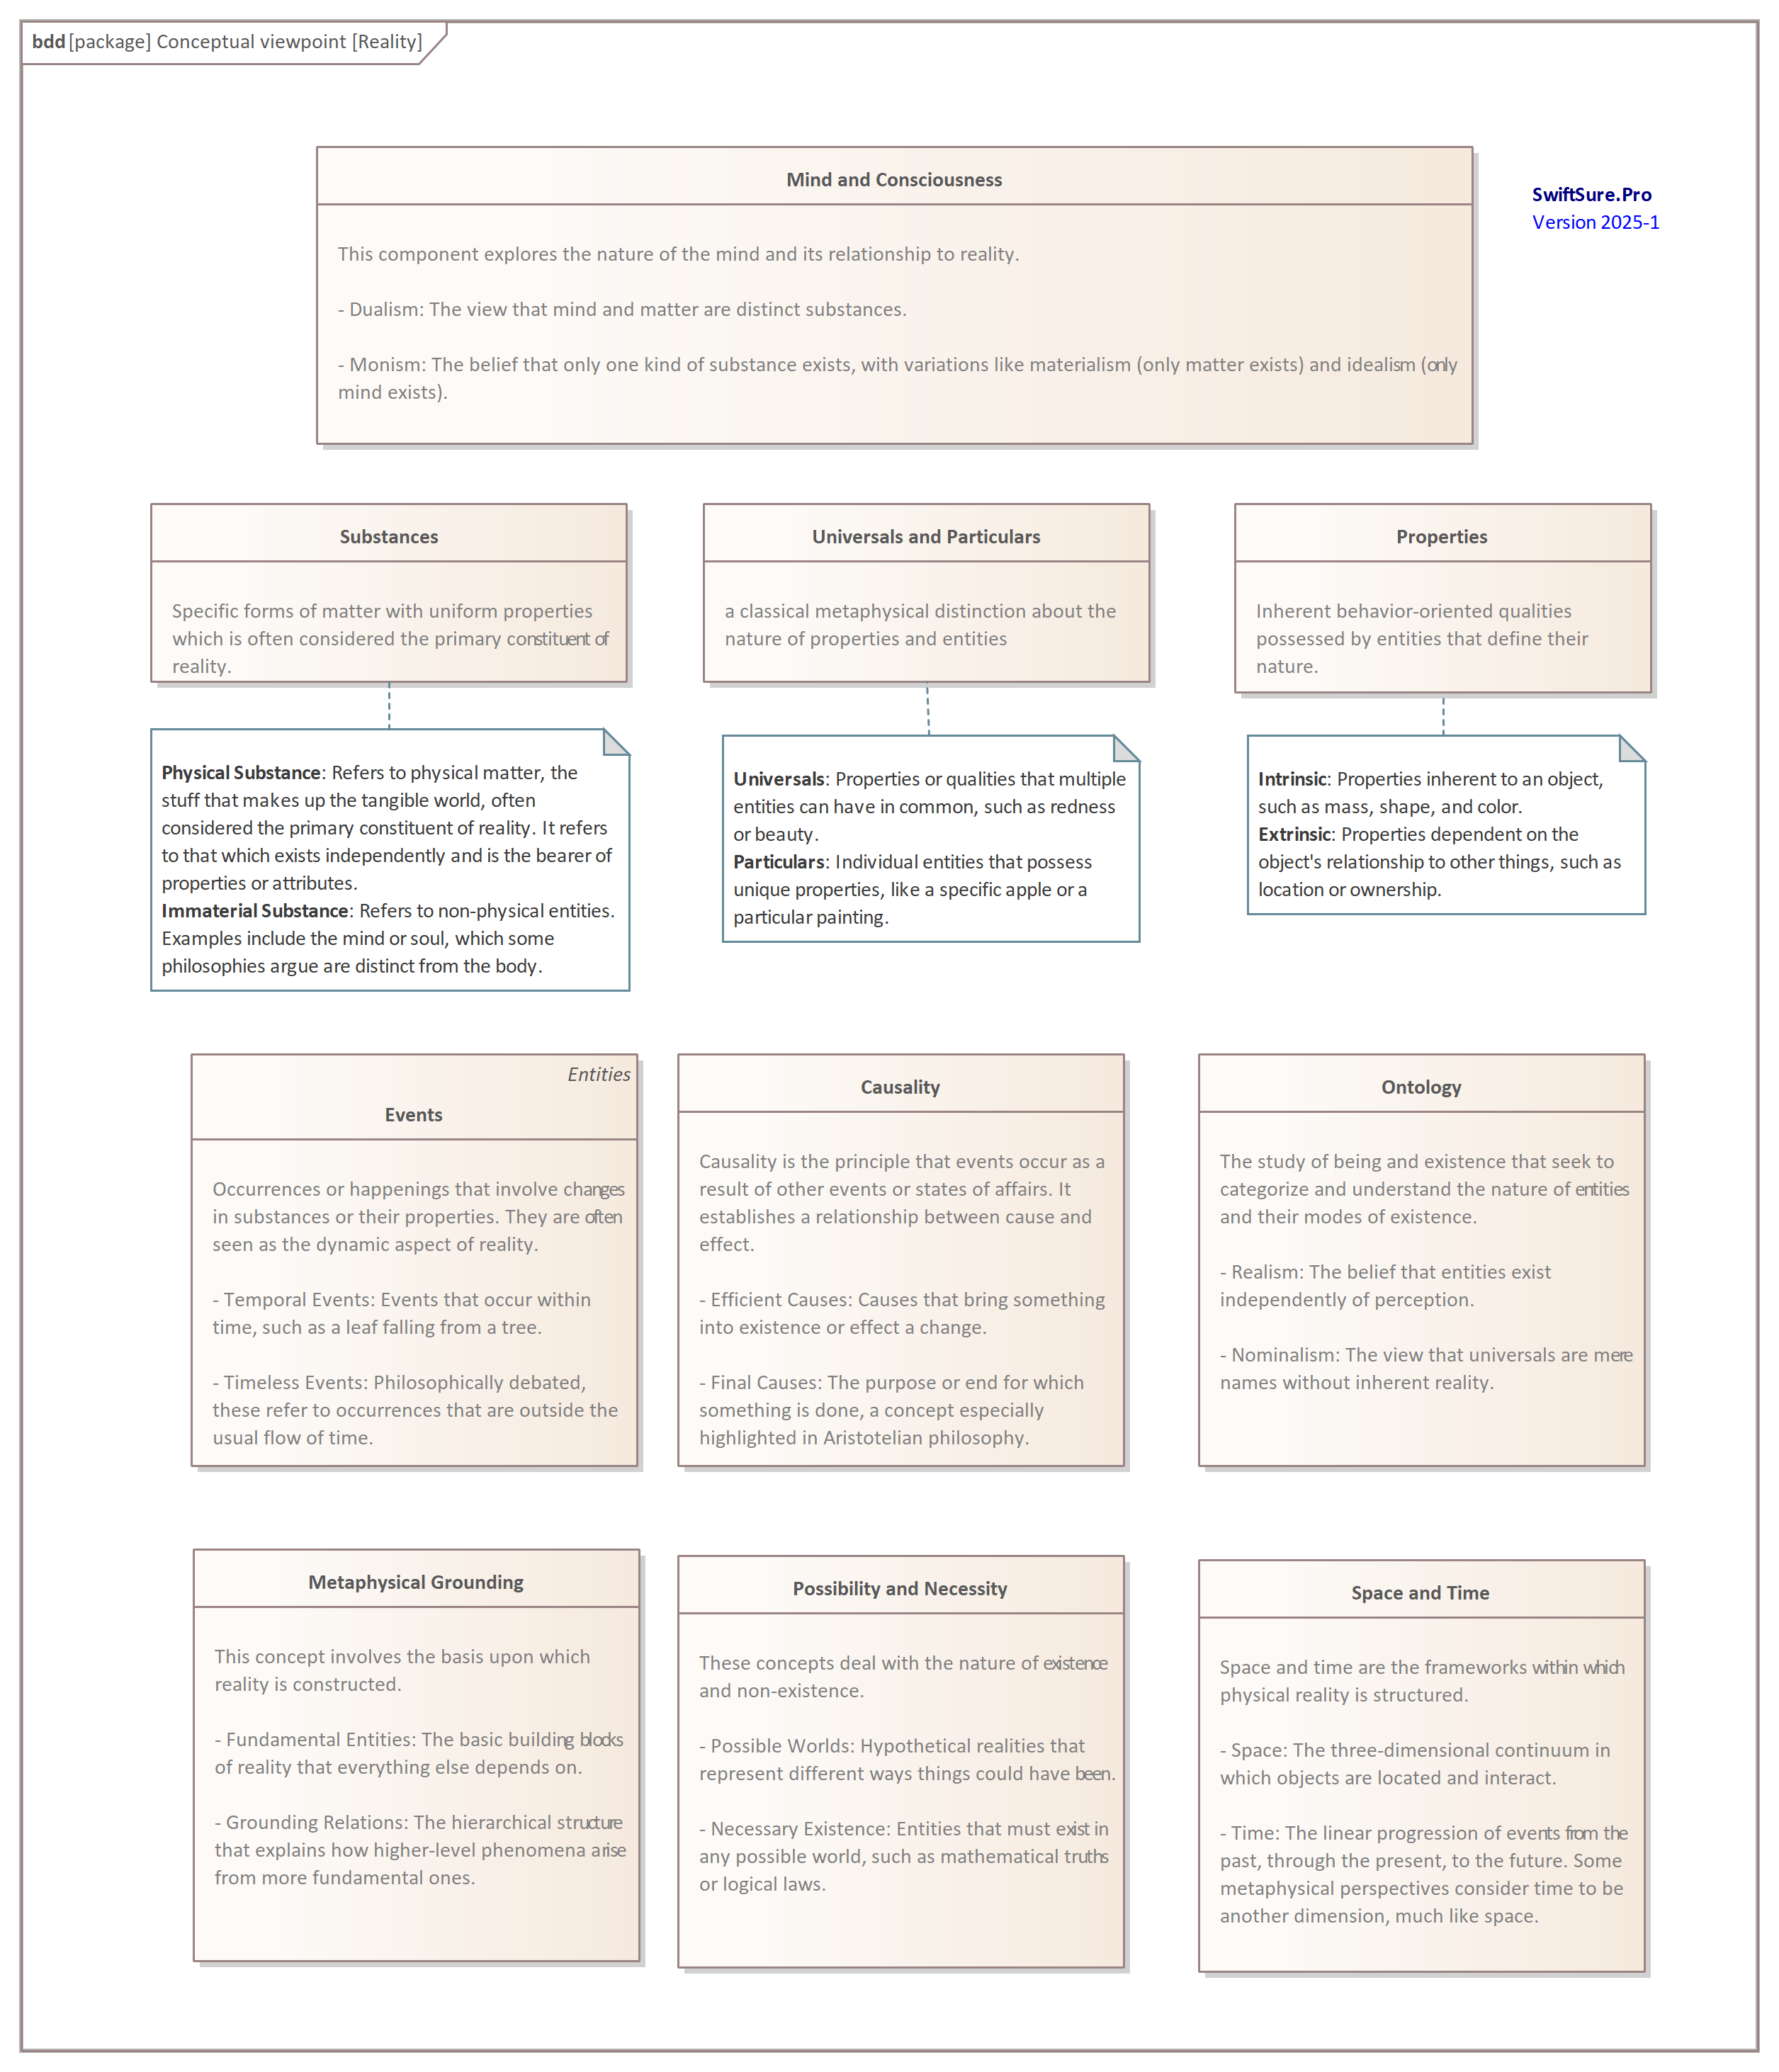 bdd [package] Conceptual viewpoint [Reality]
Mind and Consciousness
SwiftSure.Pro
Version 2025-1
This component explores the nature of the mind and its relationship to reality.
- Dualism: The view that mind and matter are distinct substances.
- Monism: The belief that only one kind of substance exists, with variations like materialism (only matter exists) and idealism (only
mind exists).
Substances
Specific forms of matter with uniform properties
which is often considered the primary constituent of
reality.
Universals and Particulars
a classical metaphysical distinction about the
nature of properties and entities
Properties
Inherent behavior-oriented qualities
possessed by entities that define their
nature.
Physical Substance: Refers to physical matter, the
stuff that makes up the tangible world, often
considered the primary constituent of reality. It refers
to that which exists independently and is the bearer of
properties or attributes.
Immaterial Substance: Refers to non-physical entities.
Examples include the mind or soul, which some
philosophies argue are distinct from the body.
Universals: Properties or qualities that multiple
entities can have in common, such as redness
or beauty.
Particulars: Individual entities that possess
unique properties, like a specific apple or a
particular painting.
Intrinsic: Properties inherent to an object,
such as mass, shape, and color.
Extrinsic: Properties dependent on the
object's relationship to other things, such as
location or ownership.
Entities
Events
Occurrences or happenings that involve changes
in substances or their properties. They are often
seen as the dynamic aspect of reality.
- Temporal Events: Events that occur within
time, such as a leaf falling from a tree.
- Timeless Events: Philosophically debated,
these refer to occurrences that are outside the
usual flow of time.
Causality
Causality is the principle that events occur as a
result of other events or states of affairs. It
establishes a relationship between cause and
effect.
- Efficient Causes: Causes that bring something
into existence or effect a change.
- Final Causes: The purpose or end for which
something is done, a concept especially
highlighted in Aristotelian philosophy.
Ontology
The study of being and existence that seek to
categorize and understand the nature of entities
and their modes of existence.
- Realism: The belief that entities exist
independently of perception.
- Nominalism: The view that universals are mere
names without inherent reality.
Metaphysical Grounding
This concept involves the basis upon which
reality is constructed.
- Fundamental Entities: The basic building blocks
of reality that everything else depends on.
- Grounding Relations: The hierarchical structure
that explains how higher-level phenomena arise
from more fundamental ones.
Possibility and Necessity
These concepts deal with the nature of existence
and non-existence.
- Possible Worlds: Hypothetical realities that
represent different ways things could have been.
- Necessary Existence: Entities that must exist in
any possible world, such as mathematical truths
or logical laws.
Space and Time
Space and time are the frameworks within which
physical reality is structured.
- Space: The three-dimensional continuum in
which objects are located and interact.
- Time: The linear progression of events from the
past, through the present, to the future. Some
metaphysical perspectives consider time to be
another dimension, much like space.